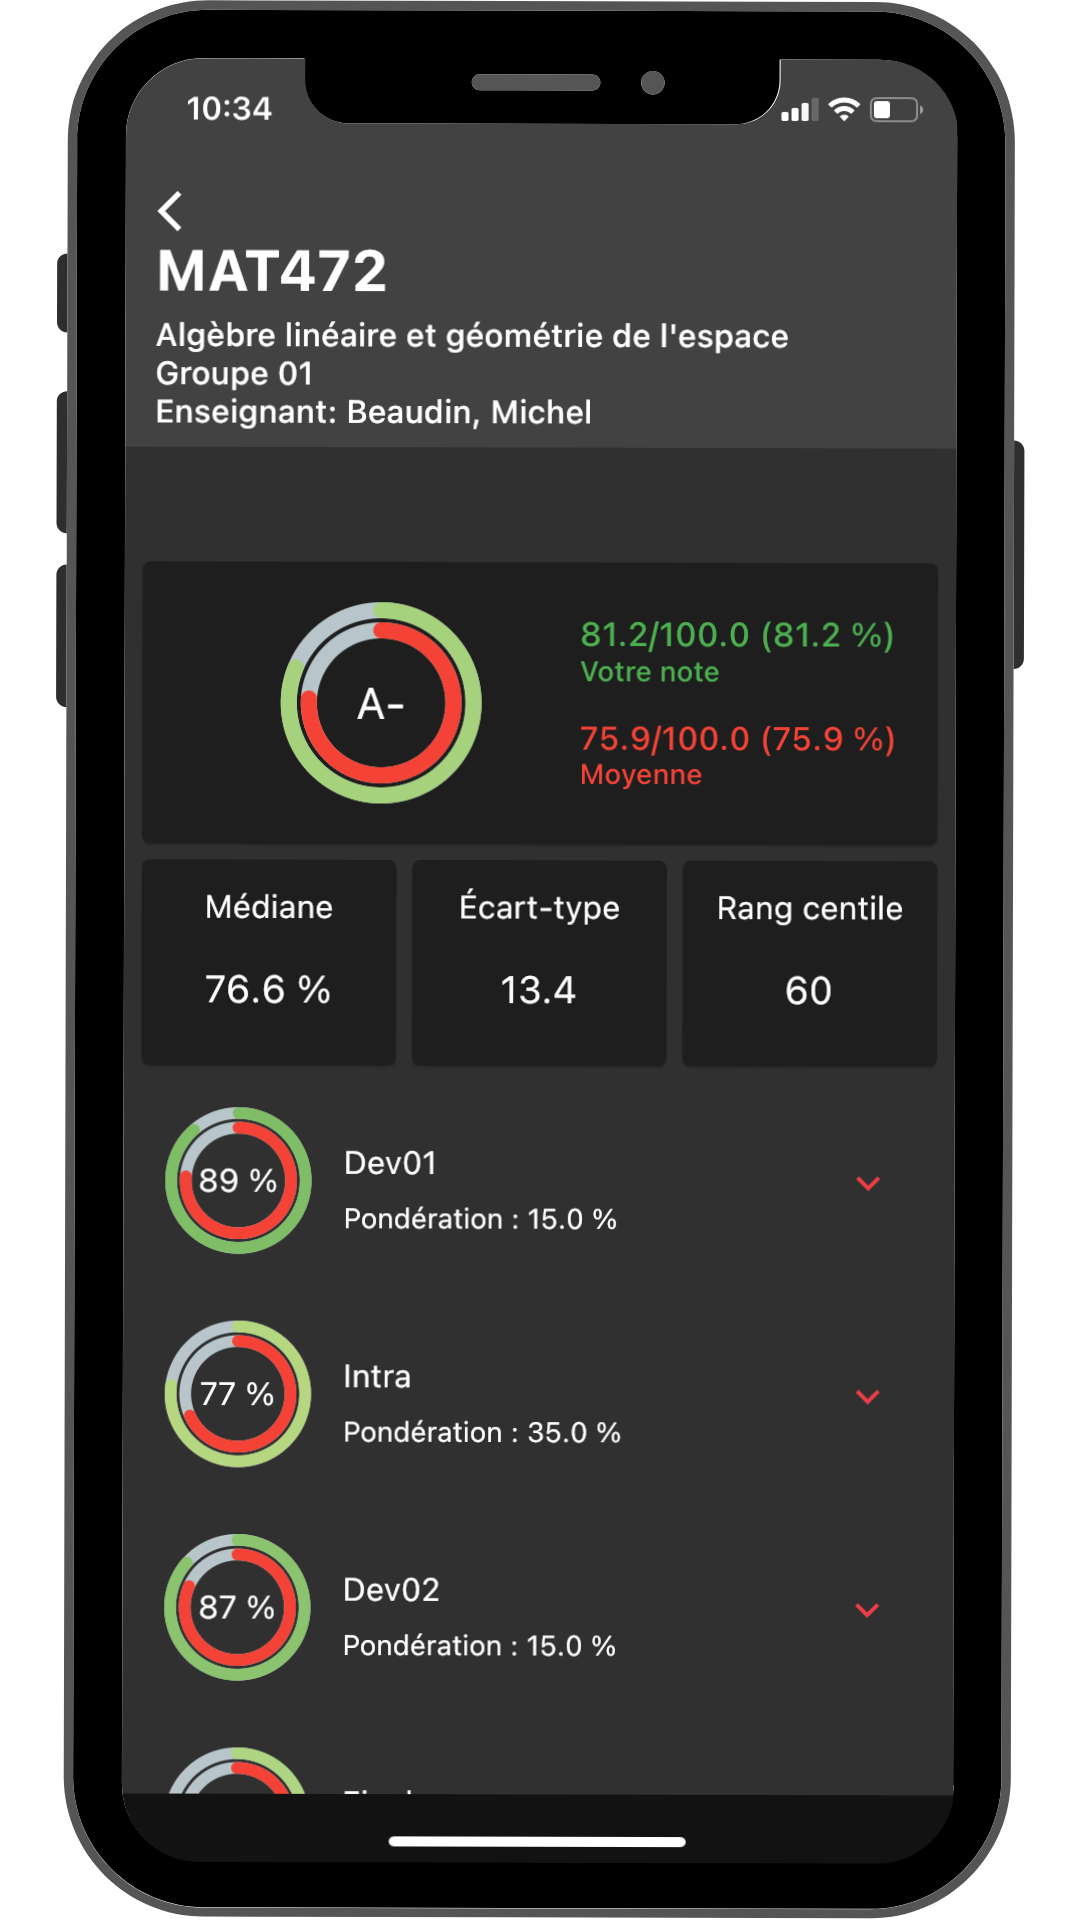 10:34
MAT472
Algèbre linéaire et géométrie de l'espace
Groupe 01
Enseignant: Beaudin, Michel
A-
81.2/100.0 (81.2 %)
Votre note
75.9/100.0 (75.9 %)
Moyenne
Médiane
76.6 %
Écart-type
13.4
Rang centile
60
89 %
Dev01
Pondération : 15.0 %
77 %
Intra
Pondération : 35.0 %
87 %
Dev02
Pondération : 15.0 %